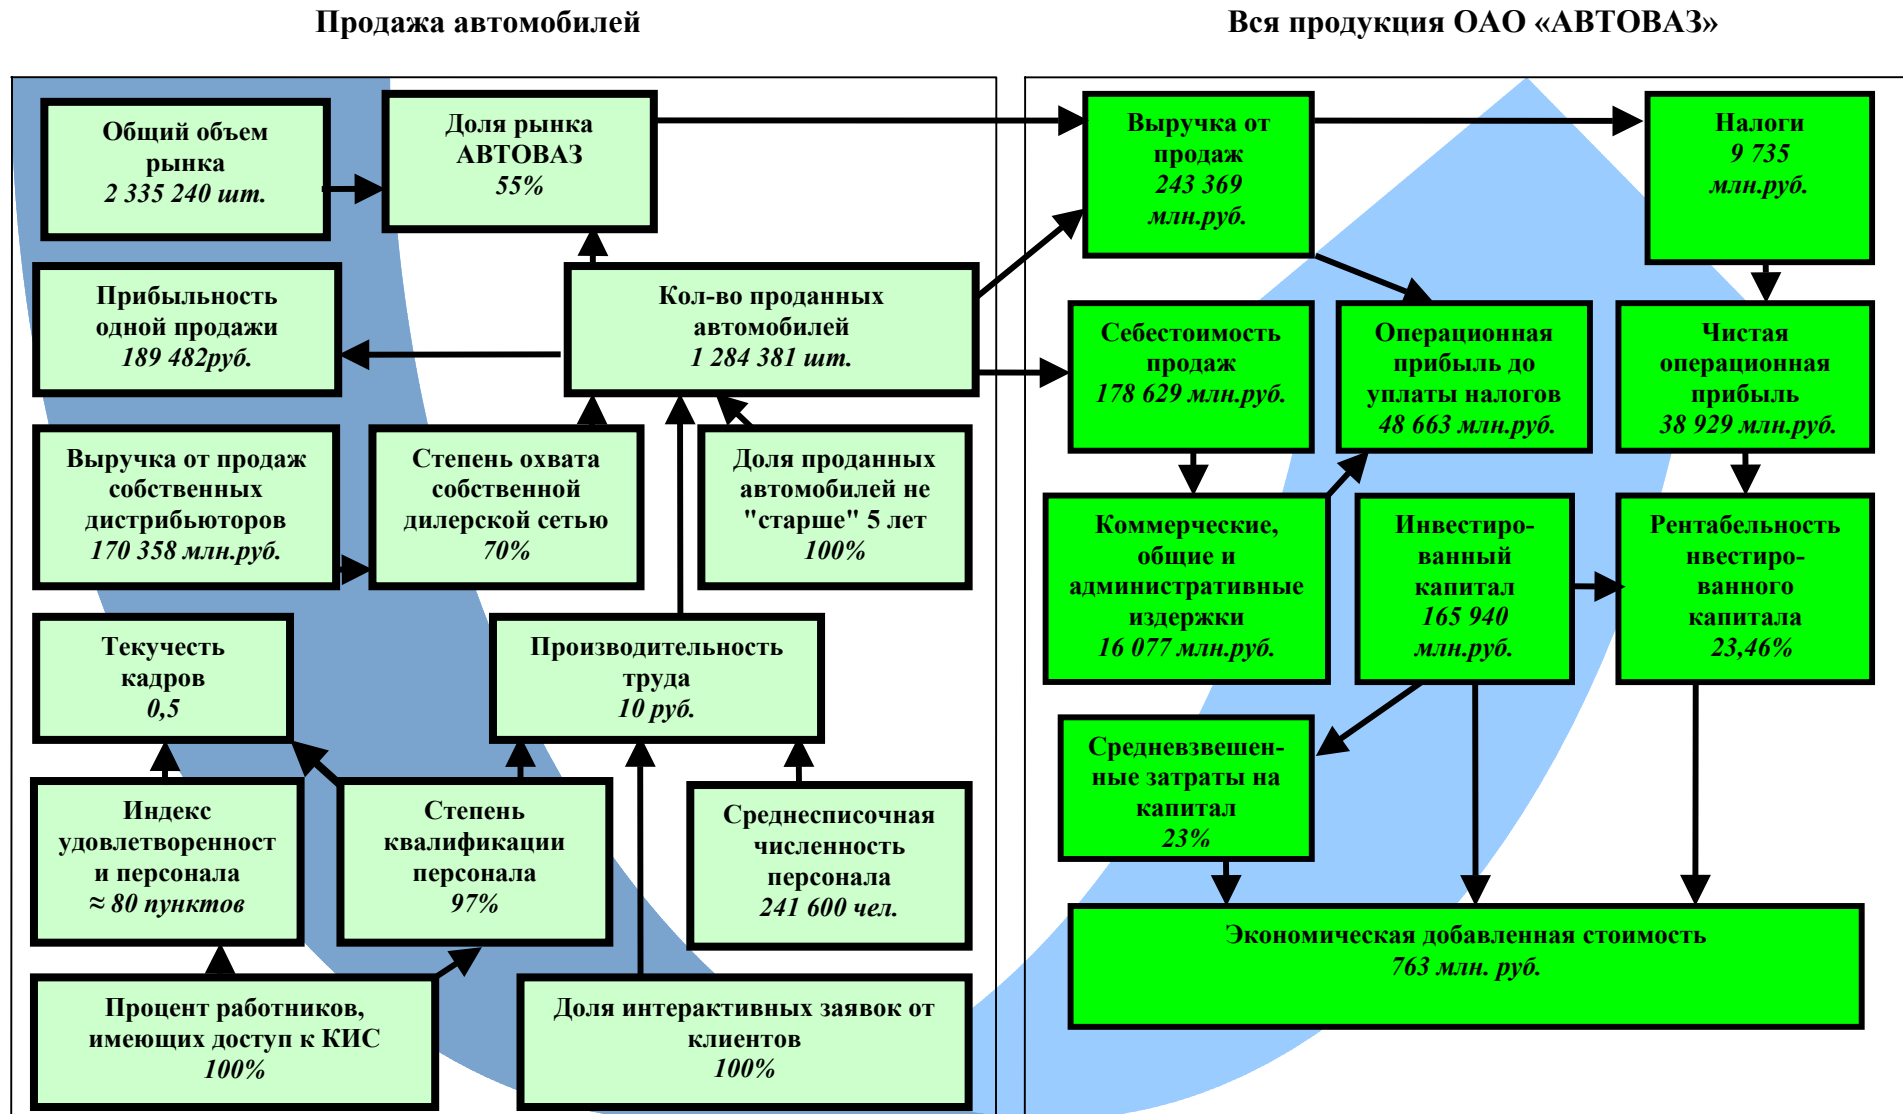 Продажа автомобилей
Вся продукция ОАО «АВТОВАЗ»
Общий объем
рынка
2 335 240 шт.
Доля рынка
АВТОВАЗ
55%
Прибыльность
одной продажи
189 482руб.
Кол-во проданных
автомобилей
1 284 381 шт.
Выручка от продаж
собственных
дистрибьюторов
170 358 млн.руб.
Степень охвата
собственной
дилерской сетью
70%
Доля проданных
автомобилей не
"старше" 5 лет
100%
Текучесть
кадров
0,5
Производительность
труда
10 руб.
Индекс
удовлетворенност
и персонала
≈ 80 пунктов
Степень
квалификации
персонала
97%
Среднесписочная
численность
персонала
241 600 чел.
Процент работников,
имеющих доступ к КИС
100%
Доля интерактивных заявок от
клиентов
100%
Выручка от
продаж
243 369
млн.руб.
Налоги
9 735
млн.руб.
Себестоимость
продаж
178 629 млн.руб.
Операционная
прибыль до
уплаты налогов
48 663 млн.руб.
Чистая
операционная
прибыль
38 929 млн.руб.
Коммерческие,
общие и
административные
издержки
16 077 млн.руб.
Инвестиро-
ванный
капитал
165 940
млн.руб.
Рентабельность
нвестиро-
ванного
капитала
23,46%
Средневзвешен-
ные затраты на
капитал
23%
Экономическая добавленная стоимость
763 млн. руб.